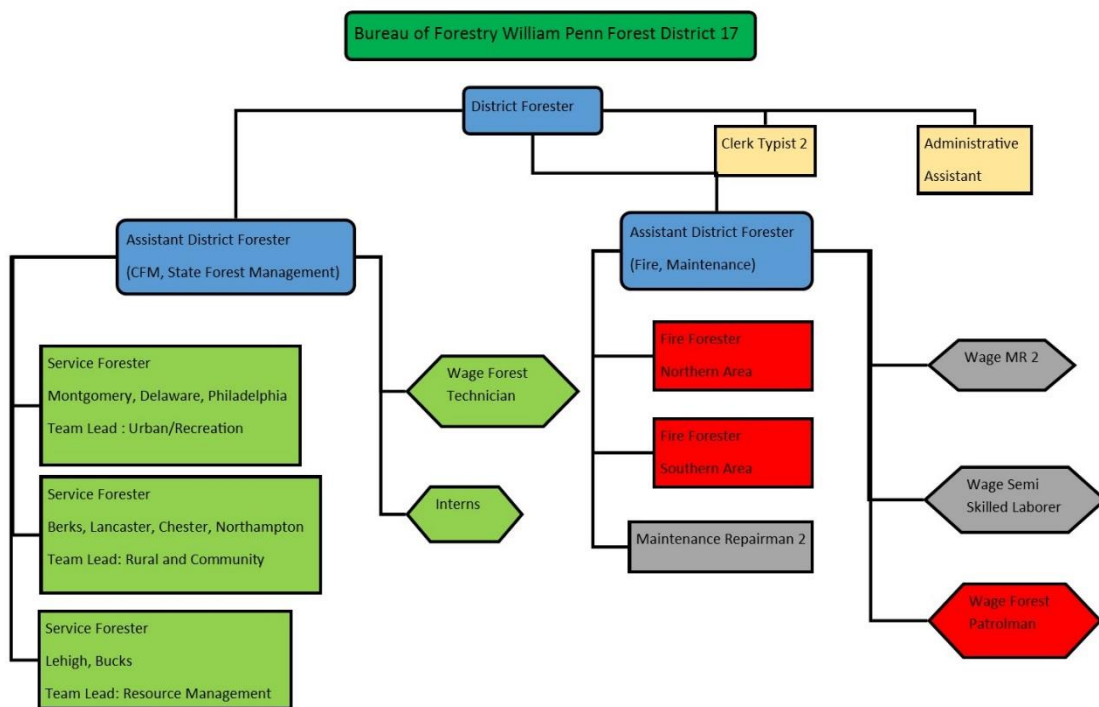 Bureau of Forestry William Penn Forest District 17
District Forester
Clerk Typist 2
Administrative
Assistant
Assistant District Forester
(CFM, State Forest Management)
Assistant District Forester
(Fire, Maintenance)
Service Forester
Montgomery, Delaware, Philadelphia
Team Lead : Urban/Recreation
Service Forester
Berks, Lancaster, Chester, Northampton
Team Lead: Rural and Community
Service Forester
Lehigh, Bucks
Team Lead: Resource Management
Wage Forest
Technician
Interns
Fire Forester
Northern Area
Fire Forester
Southern Area
Maintenance Repairman 2
Wage MR 2
Wage Semi
Skilled Laborer
Wage Forest
Patrolman